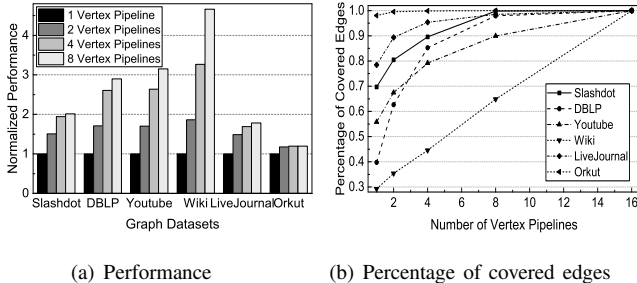 Normalized Performance
5
4
3
2
1
0
1 Vertex Pipeline
2 Vertex Pipelines
4 Vertex Pipelines
8 Vertex Pipelines
Slashdot DBLP Youtube Wiki LiveJournal Orkut
Graph Datasets
(a) Performance
Percentage of Covered Edges
1.0
0.9
0.8
0.7
0.6
0.5
0.4
0.3
Slashdot
DBLP
Youtube
Wiki
LiveJournal
Orkut
2 4 6 8 10 12 14 16
Number of Vertex Pipelines
(b) Percentage of covered edges